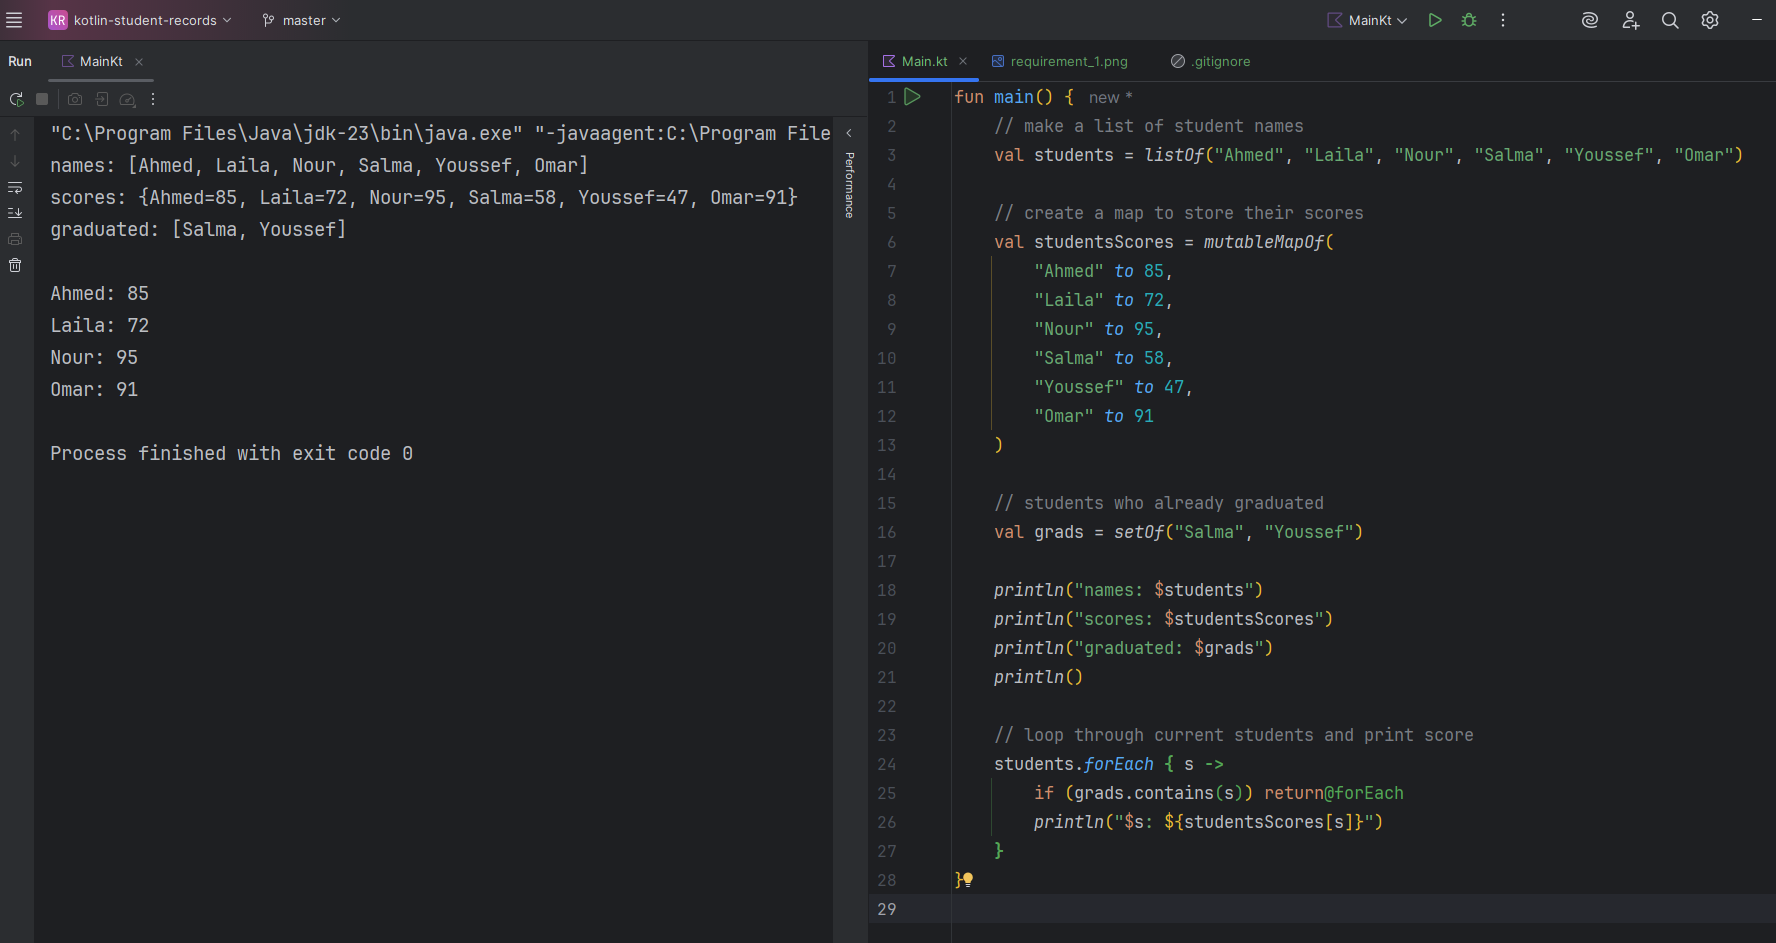 KR kotlin-student-records master MainKt
Run MainKt
"C:\Program Files\Java\jdk-23\bin\java.exe" "-javaagent:C:\Program File
names: [Ahmed, Laila, Nour, Salma, Youssef, Omar]
scores: {Ahmed=85, Laila=72, Nour=95, Salma=58, Youssef=47, Omar=91}
graduated: [Salma, Youssef]
Ahmed: 85
Laila: 72
Nour: 95
Omar: 91
Process finished with exit code 0
Performance
Main.kt requirement_1.png .gitignore
1 fun main() { new *
2     // make a list of student names
3     val students = listOf("Ahmed", "Laila", "Nour", "Salma", "Youssef", "Omar")
4
5     // create a map to store their scores
6     val studentsScores = mutableMapOf(
7         "Ahmed" to 85,
8         "Laila" to 72,
9         "Nour" to 95,
10         "Salma" to 58,
11         "Youssef" to 47,
12         "Omar" to 91
13     )
14
15     // students who already graduated
16     val grads = setOf("Salma", "Youssef")
17
18     println("names: $students")
19     println("scores: $studentsScores")
20     println("graduated: $grads")
21     println()
22
23     // loop through current students and print score
24     students.forEach { s ->
25         if (grads.contains(s)) return@forEach
26         println("$s: ${studentsScores[s]}")
27     }
28 }
29